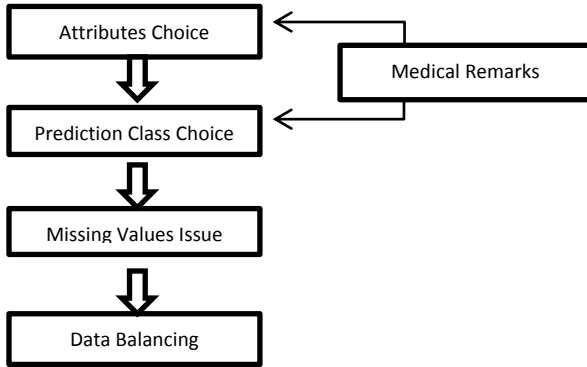 Attributes Choice
Medical Remarks
Prediction Class Choice
Missing Values Issue
Data Balancing